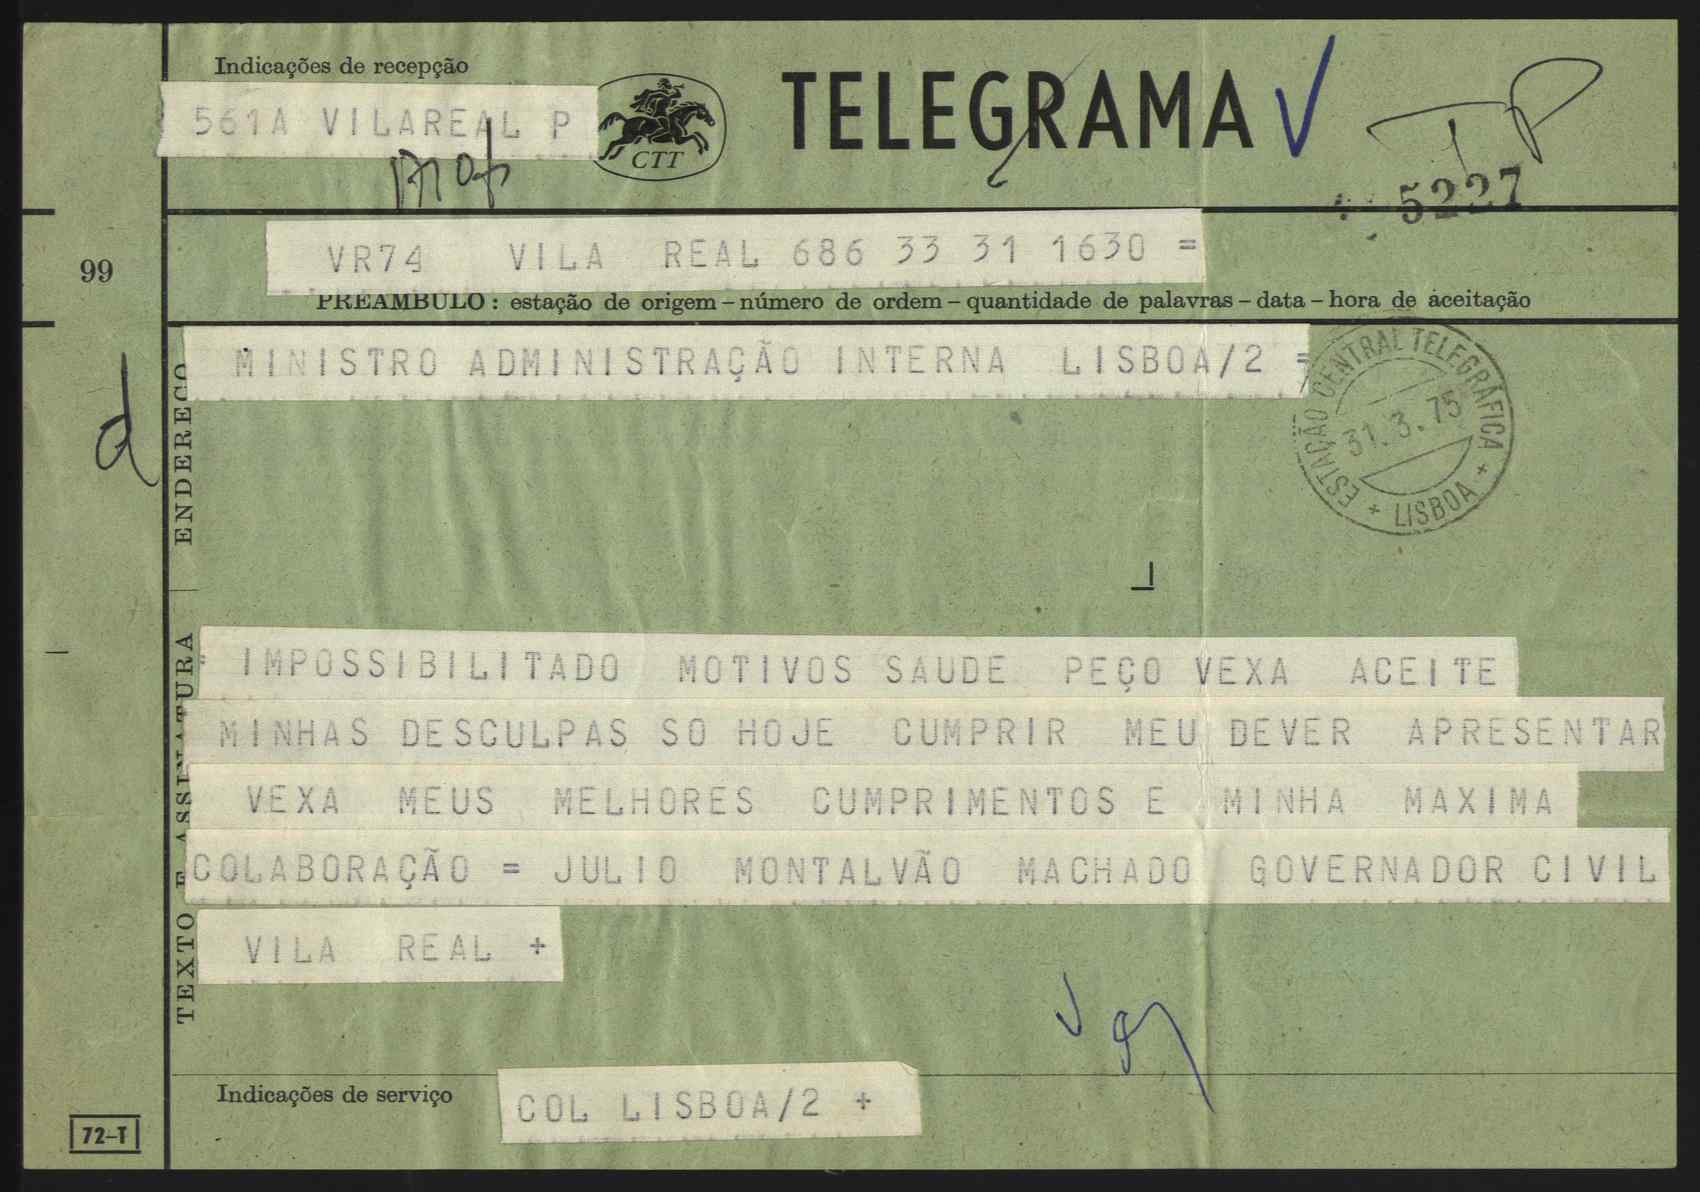 Indicações de recepção
561A VILAREAL P
CTT
TELEGRAMA
5227
99
VR74 VILA REAL 686 33 31 1630 =
PREÂMBULO : estação de origem – número de ordem – quantidade de palavras – data – hora de aceitação
ENDEREÇO
MINISTRO ADMINISTRAÇÃO INTERNA LISBOA/2 =
ESTAÇÃO CENTRAL TELEGRÁFICA
31.3.75
+ LISBOA +
TEXTO E ASSINATURA
" IMPOSSIBILITADO MOTIVOS SAUDE PEÇO VEXA ACEITE
MINHAS DESCULPAS SO HOJE CUMPRIR MEU DEVER APRESENTAR
VEXA MEUS MELHORES CUMPRIMENTOS E MINHA MAXIMA
COLABORAÇÃO = JULIO MONTALVÃO MACHADO GOVERNADOR CIVIL
VILA REAL +
Indicações de serviço
COL LISBOA/2 +
72-T